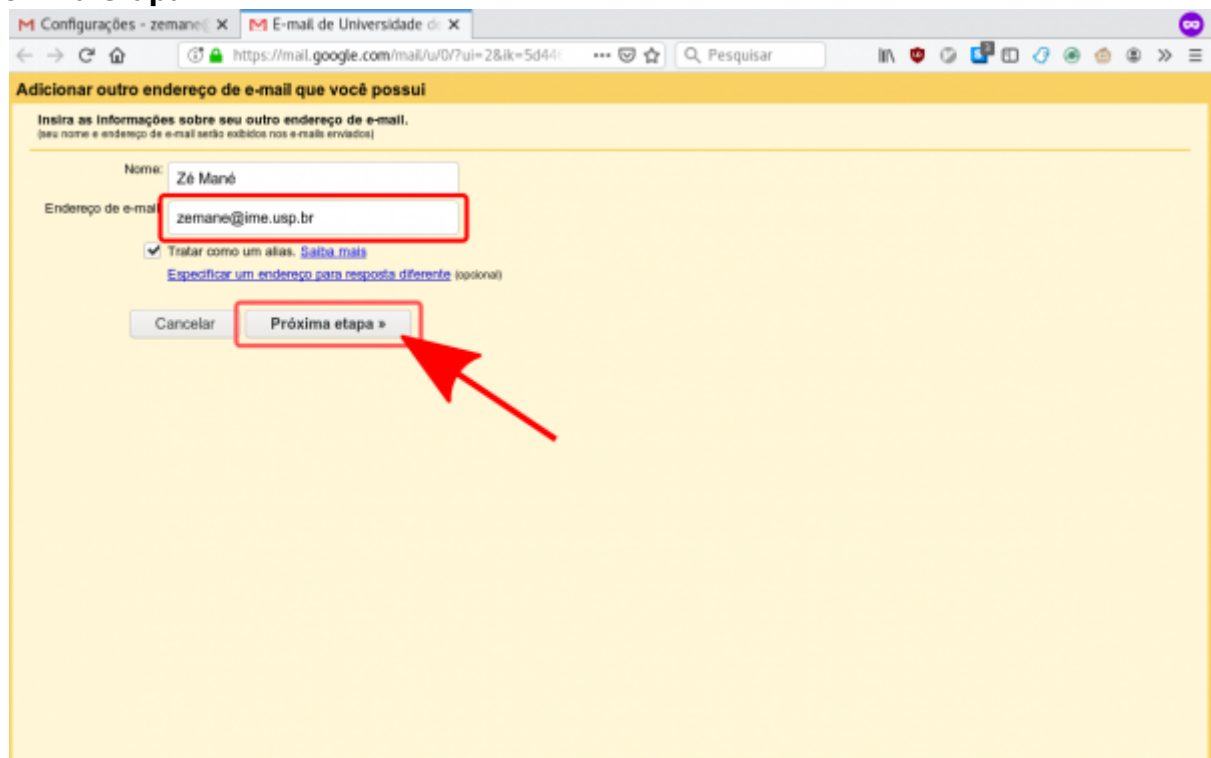 M Configurações - zemane@ X M E-mail de Universidade de X
https://mail.google.com/mail/u/0/?ui=2&ik=5d44 ••• Pesquisar
Adicionar outro endereço de e-mail que você possui
Insira as informações sobre seu outro endereço de e-mail.
(seu nome e endereço de e-mail serão exibidos nos e-mails enviados)
Nome: Zé Mané
Endereço de e-mail zemane@ime.usp.br
Tratar como um alias. Saiba mais
Especificar um endereço para resposta diferente (opcional)
Cancelar Próxima etapa »